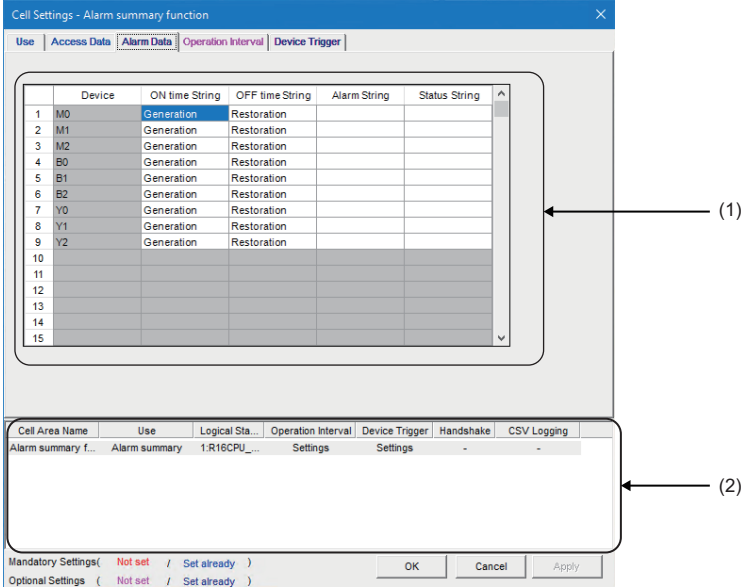 Cell Settings - Alarm summary function
Use Access Data Alarm Data Operation Interval Device Trigger
Device ON time String OFF time String Alarm String Status String
1 M0 Generation Restoration
2 M1 Generation Restoration
3 M2 Generation Restoration
4 B0 Generation Restoration
5 B1 Generation Restoration
6 B2 Generation Restoration
7 Y0 Generation Restoration
8 Y1 Generation Restoration
9 Y2 Generation Restoration
10
11
12
13
14
15
(1)
Cell Area Name Use Logical Sta... Operation Interval Device Trigger Handshake CSV Logging
Alarm summary f... Alarm summary 1:R16CPU_... Settings Settings - -
(2)
Mandatory Settings( Not set / Set already )
Optional Settings ( Not set / Set already )
OK Cancel Apply